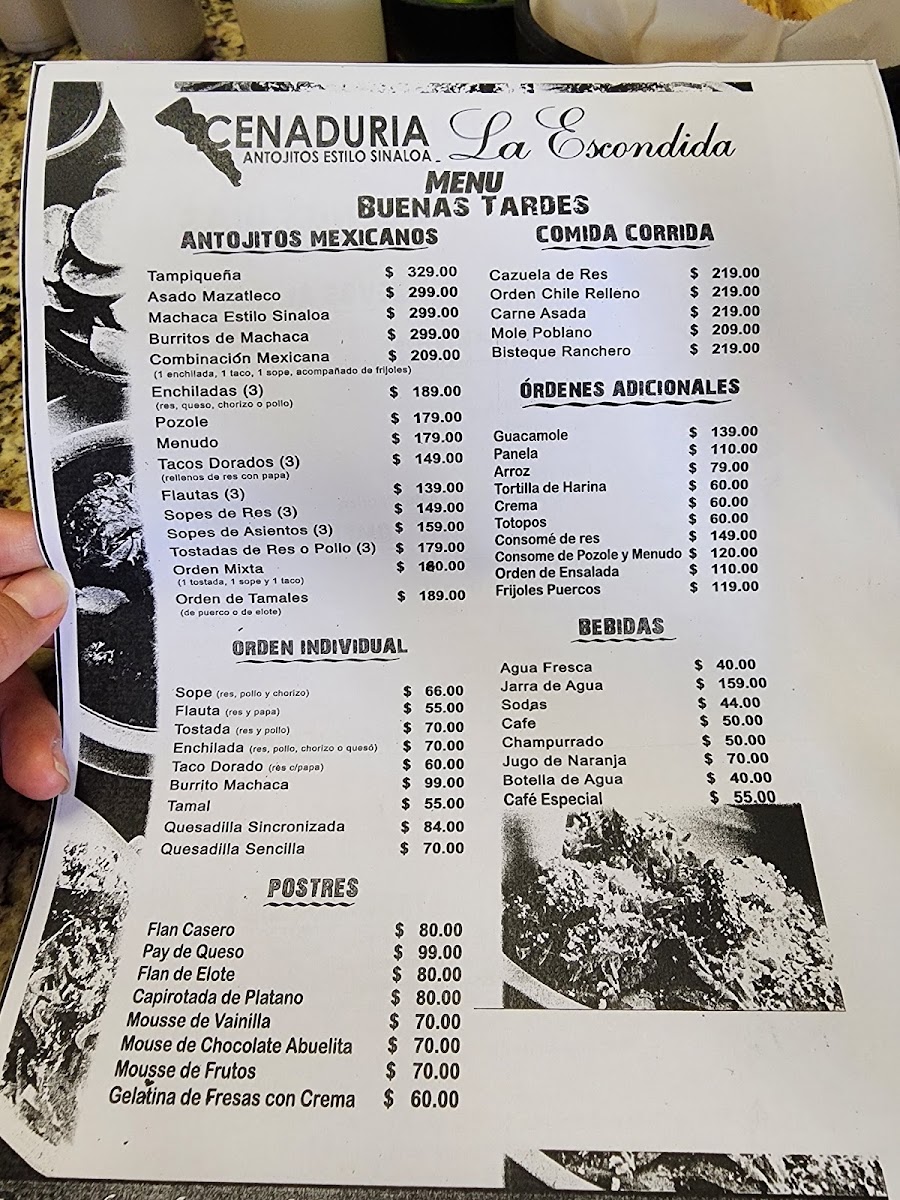 CENADURIA La Escondida
ANTOJITOS ESTILO SINALOA
MENU
BUENAS TARDES
ANTOJITOS MEXICANOS
Tampiqueña $ 329.00
Asado Mazatleco $ 299.00
Machaca Estilo Sinaloa $ 299.00
Burritos de Machaca $ 299.00
Combinación Mexicana $ 209.00
(1 enchilada, 1 taco, 1 sope, acompañado de frijoles)
Enchiladas (3) $ 189.00
(res, queso, chorizo o pollo)
Pozole $ 179.00
Menudo $ 179.00
Tacos Dorados (3) $ 149.00
(rellenos de res con papa)
Flautas (3) $ 139.00
Sopes de Res (3) $ 149.00
Sopes de Asientos (3) $ 159.00
Tostadas de Res o Pollo (3) $ 179.00
Orden Mixta $
(1 tostada, 1 sope y 1 taco)
Orden de Tamales $ 189.00
(de puerco o de elote)
ORDEN INDIVIDUAL
Sope (res, pollo y chorizo) $ 66.00
Flauta (res y papa) $ 55.00
Tostada (res y pollo) $ 70.00
Enchilada (res, pollo, chorizo o quesó) $ 70.00
Taco Dorado (rés c/papa) $ 60.00
Burrito Machaca $ 99.00
Tamal $ 55.00
Quesadilla Sincronizada $ 84.00
Quesadilla Sencilla $ 70.00
POSTRES
Flan Casero $ 80.00
Pay de Queso $ 99.00
Flan de Elote $ 80.00
Capirotada de Platano $ 80.00
Mousse de Vainilla $ 70.00
Mouse de Chocolate Abuelita $ 70.00
Mousse de Frutos $ 70.00
Gelatina de Fresas con Crema $ 60.00
COMIDA CORRIDA
Cazuela de Res $ 219.00
Orden Chile Relleno $ 219.00
Carne Asada $ 219.00
Mole Poblano $ 209.00
Bisteque Ranchero $ 219.00
ÓRDENES ADICIONALES
Guacamole $ 139.00
Panela $ 110.00
Arroz $ 79.00
Tortilla de Harina $ 60.00
Crema $ 60.00
Totopos $ 60.00
Consomé de res $ 149.00
Consome de Pozole y Menudo $ 120.00
Orden de Ensalada $ 110.00
Frijoles Puercos $ 119.00
BEBIDAS
Agua Fresca $ 40.00
Jarra de Agua $ 159.00
Sodas $ 44.00
Cafe $ 50.00
Champurrado $ 50.00
Jugo de Naranja $ 70.00
Botella de Agua $ 40.00
Café Especial $ 55.00